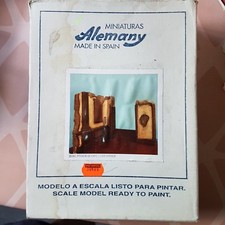 MINIATURAS
Alemany
MADE IN SPAIN
MODELO A ESCALA LISTO PARA PINTAR.
SCALE MODEL READY TO PAINT.